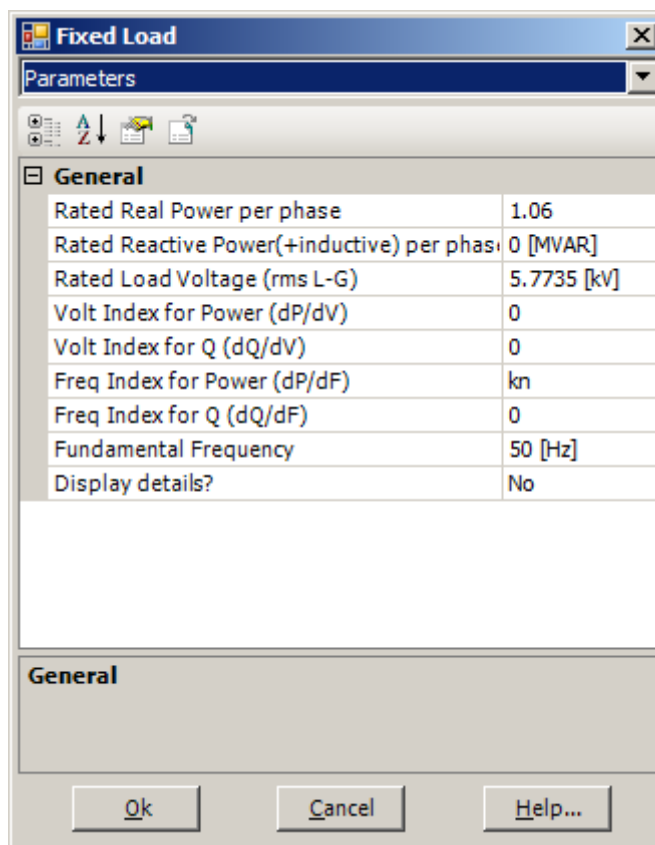 Fixed Load
Parameters
General
Rated Real Power per phase 1.06
Rated Reactive Power(+inductive) per phas 0 [MVAR]
Rated Load Voltage (rms L-G) 5.7735 [kV]
Volt Index for Power (dP/dV) 0
Volt Index for Q (dQ/dV) 0
Freq Index for Power (dP/dF) kn
Freq Index for Q (dQ/dF) 0
Fundamental Frequency 50 [Hz]
Display details? No
General
Ok Cancel Help...